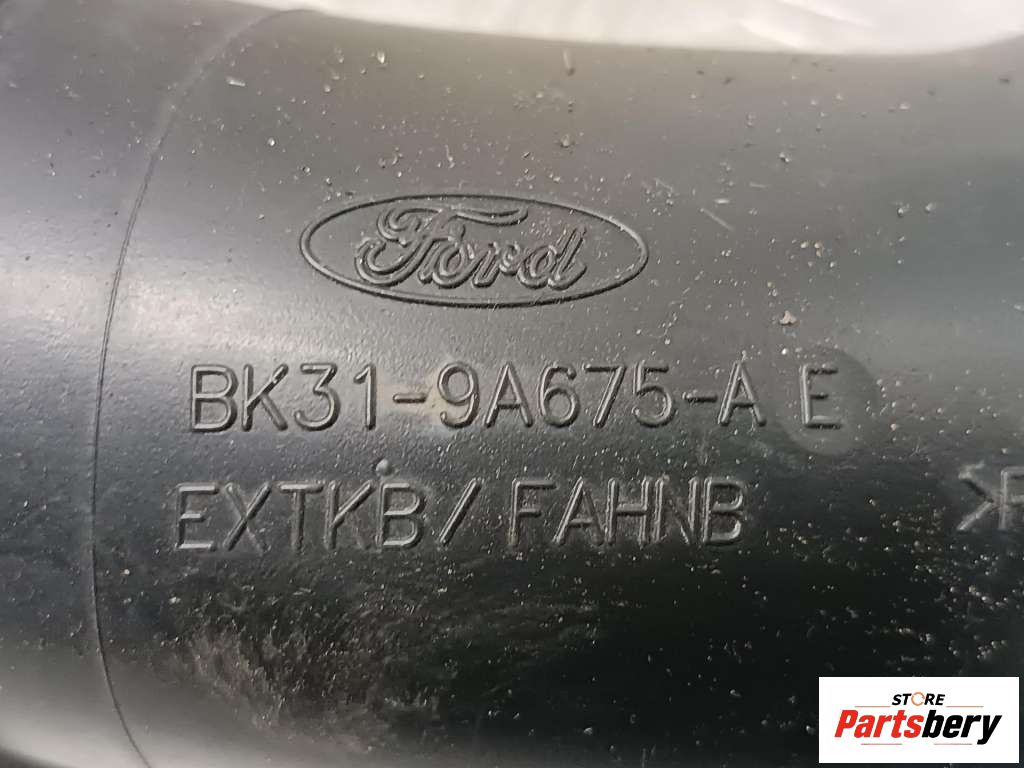 Ford
BK31-9A675-A E
EXTKB/FAHNB
STORE
Partsbery